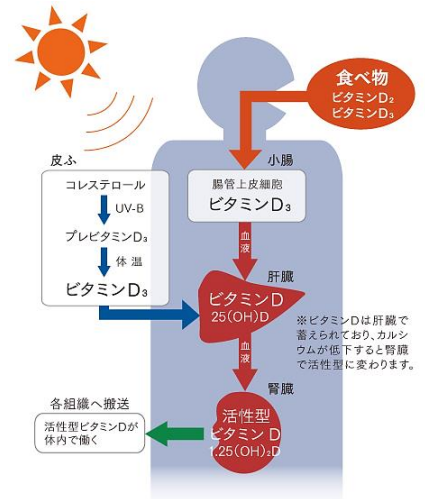 食べ物
ビタミンD₂
ビタミンD₃
皮ふ
コレステロール
UV-B
プレビタミンD₃
体 温
ビタミンD₃
小腸
腸管上皮細胞
ビタミンD₃
血液
肝臓
ビタミンD
25(OH)D
血液
※ビタミンDは肝臓で
蓄えられており、カルシ
ウムが低下すると腎臓
で活性型に変わります。
腎臓
活性型
ビタミン D
1.25(OH)₂D
各組織へ搬送
活性型ビタミンDが
体内で働く